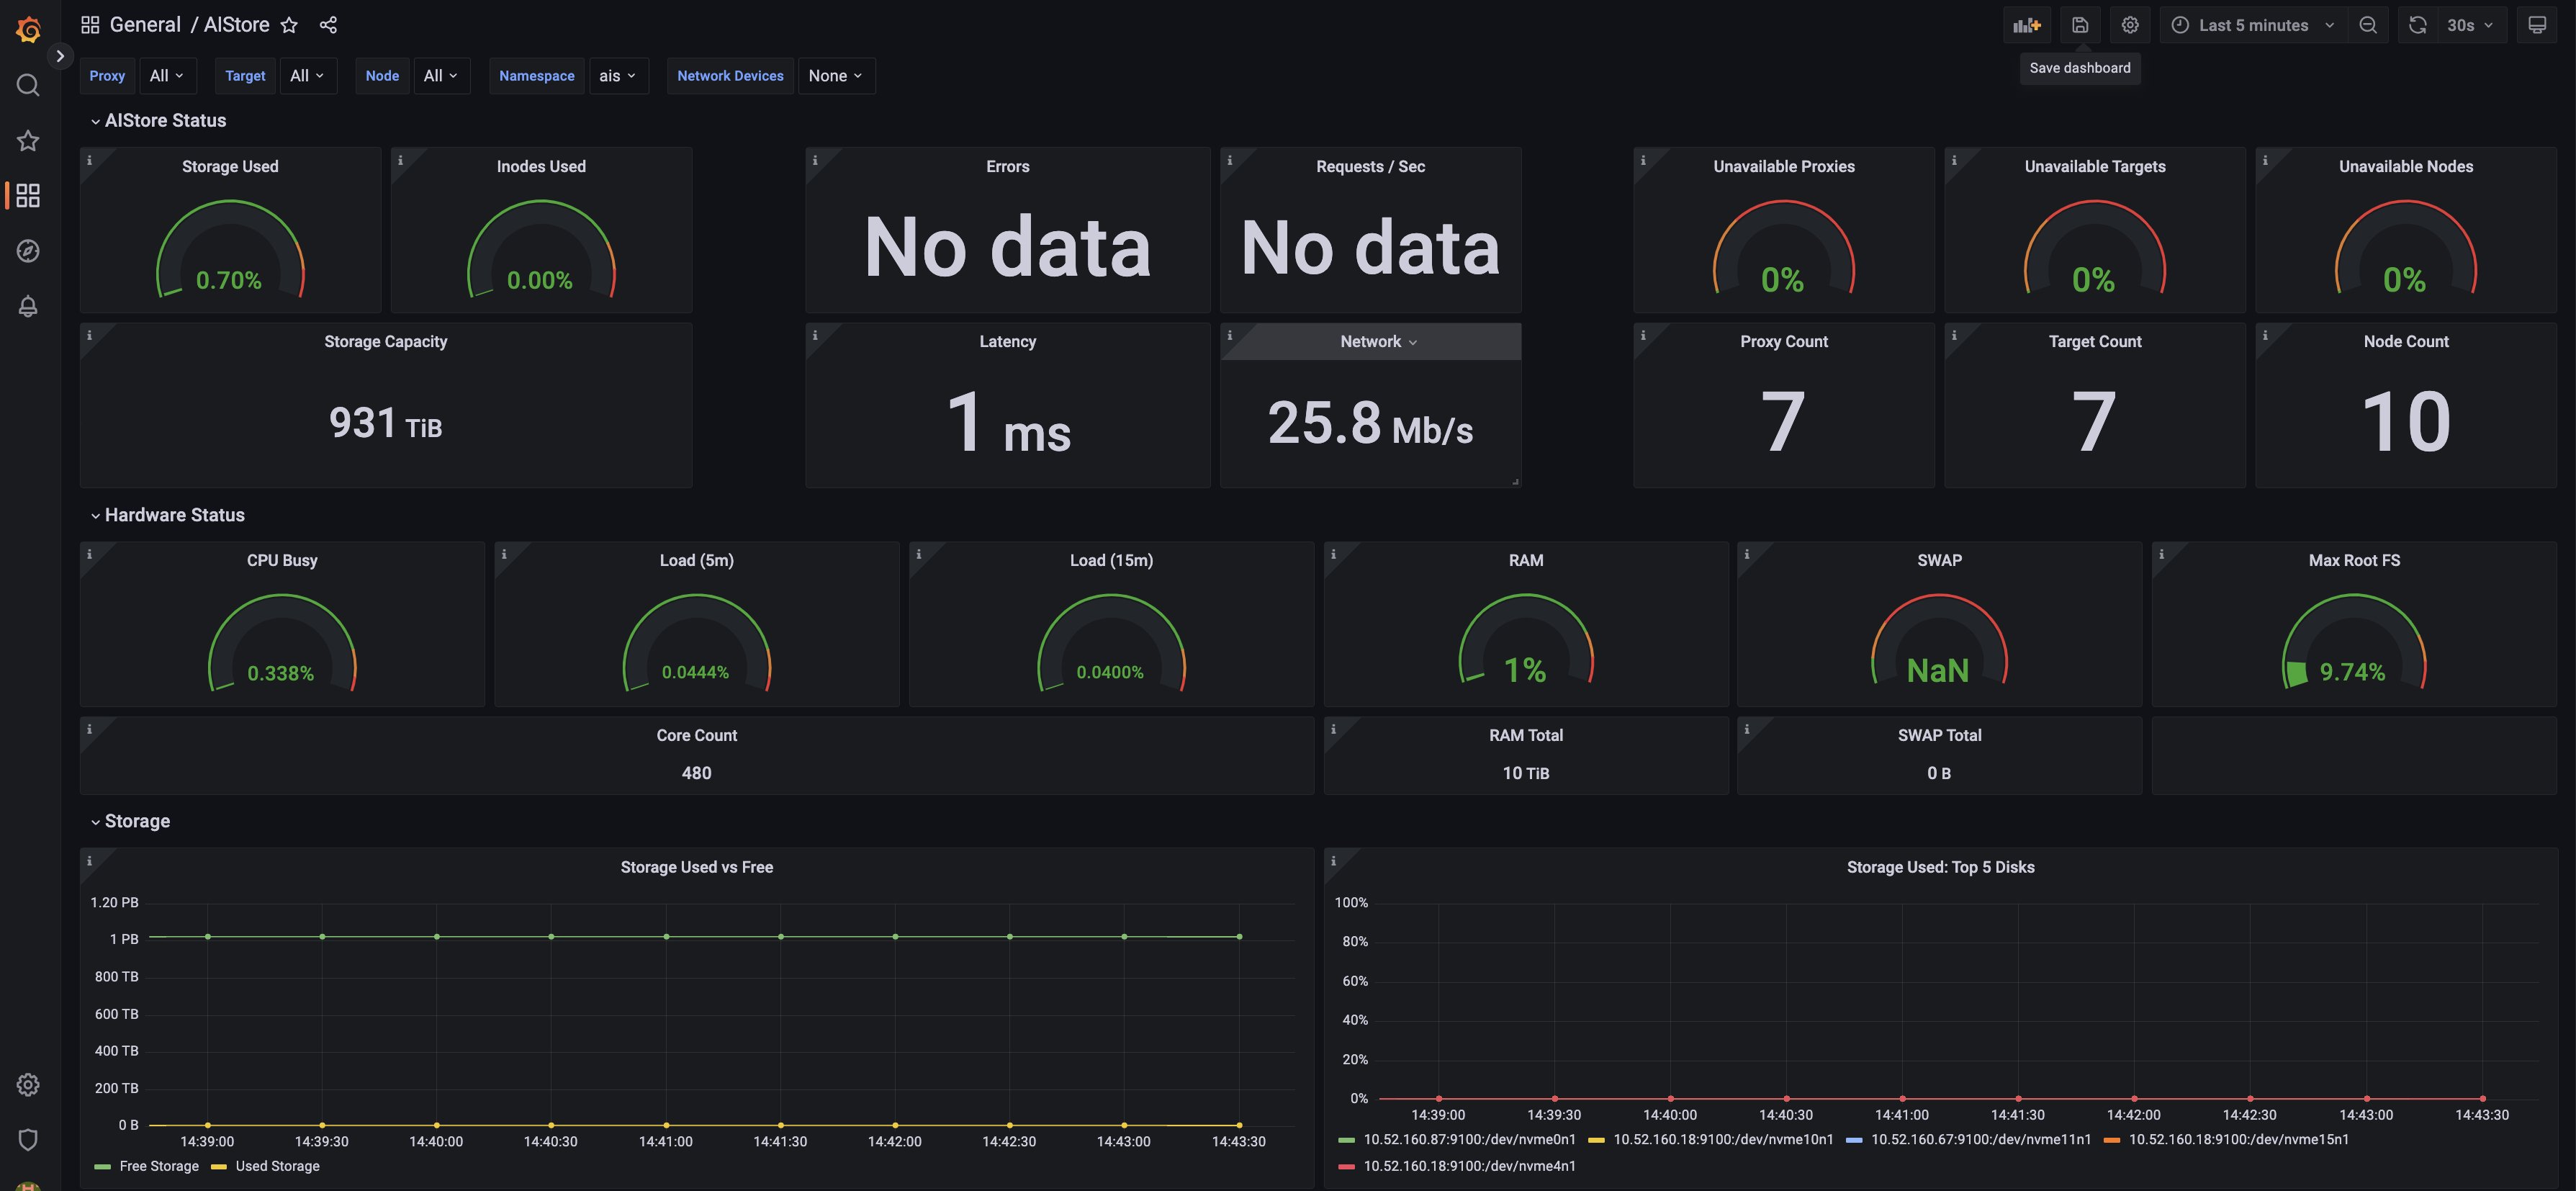 General / AIStore
Last 5 minutes
30s
Save dashboard
Proxy All Target All Node All Namespace ais Network Devices None
AIStore Status
Storage Used
0.70%
Inodes Used
0.00%
Errors
No data
Requests / Sec
No data
Unavailable Proxies
0%
Unavailable Targets
0%
Unavailable Nodes
0%
Storage Capacity
931 TiB
Latency
1 ms
Network
25.8 Mb/s
Proxy Count
7
Target Count
7
Node Count
10
Hardware Status
CPU Busy
0.338%
Load (5m)
0.0444%
Load (15m)
0.0400%
RAM
1%
SWAP
NaN
Max Root FS
9.74%
Core Count
480
RAM Total
10 TiB
SWAP Total
0 B
Storage
Storage Used vs Free
1.20 PB
1 PB
800 TB
600 TB
400 TB
200 TB
0 B
14:39:00 14:39:30 14:40:00 14:40:30 14:41:00 14:41:30 14:42:00 14:42:30 14:43:00 14:43:30
Free Storage Used Storage
Storage Used: Top 5 Disks
100%
80%
60%
40%
20%
0%
14:39:00 14:39:30 14:40:00 14:40:30 14:41:00 14:41:30 14:42:00 14:42:30 14:43:00 14:43:30
10.52.160.87:9100:/dev/nvme0n1 10.52.160.18:9100:/dev/nvme10n1 10.52.160.67:9100:/dev/nvme11n1 10.52.160.18:9100:/dev/nvme15n1
10.52.160.18:9100:/dev/nvme4n1